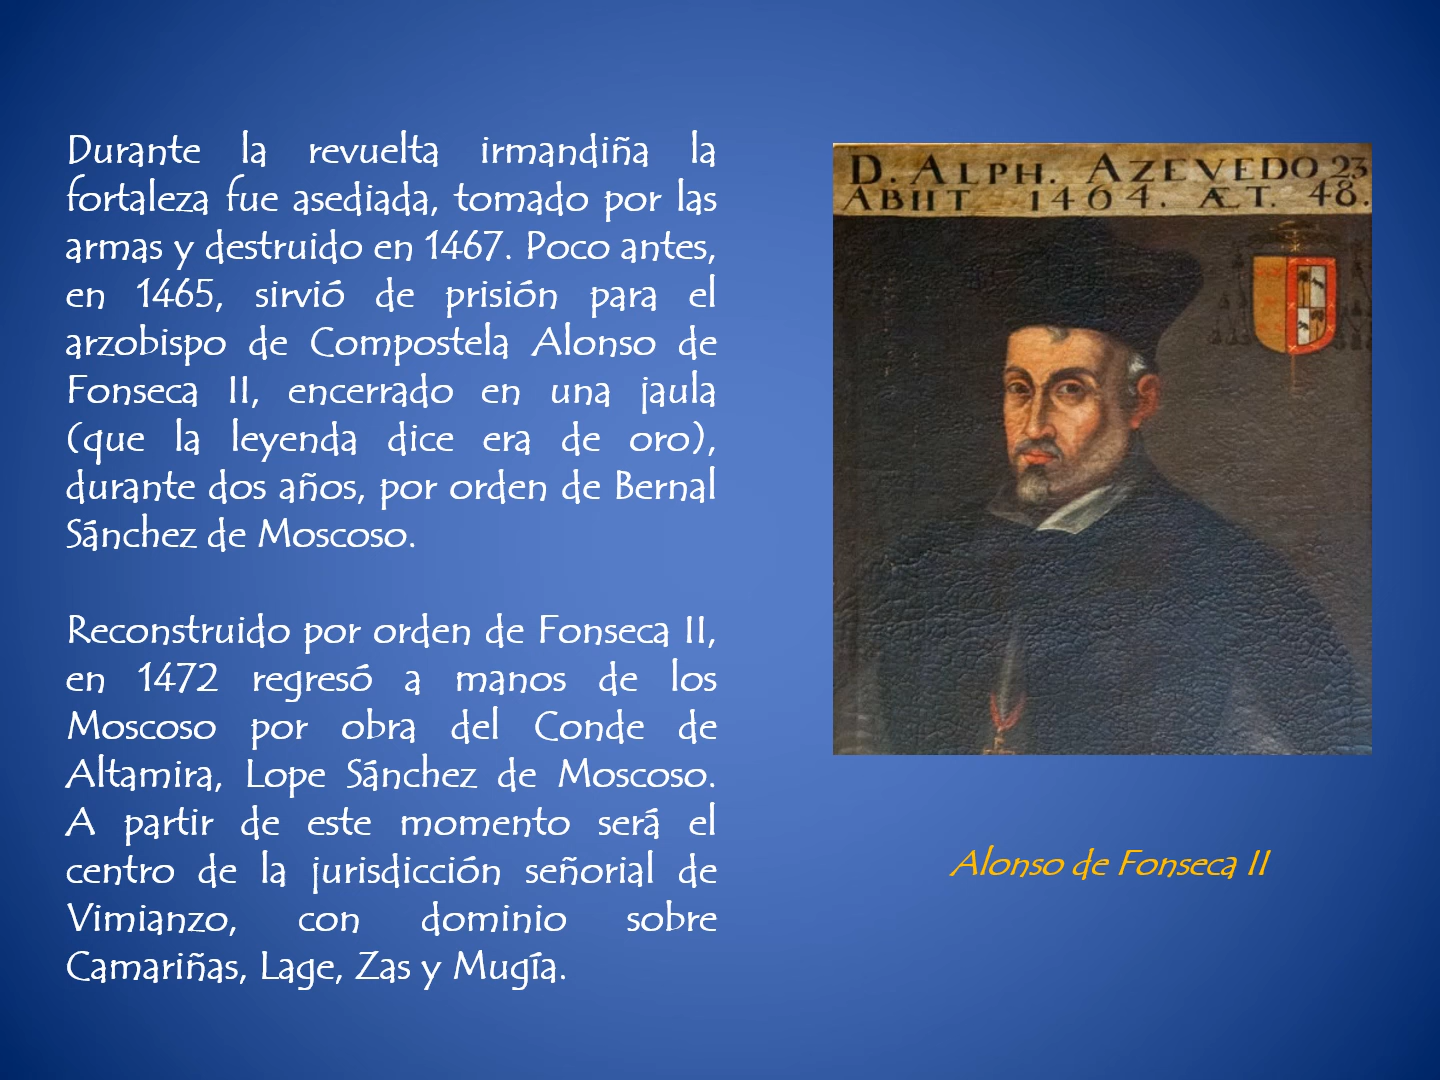 Durante la revuelta irmandiña la
fortaleza fue asediada, tomado por las
armas y destruido en 1467. Poco antes,
en 1465, sirvió de prisión para el
arzobispo de Compostela Alonso de
Fonseca II, encerrado en una jaula
(que la leyenda dice era de oro),
durante dos años, por orden de Bernal
Sánchez de Moscoso.
Reconstruido por orden de Fonseca II,
en 1472 regresó a manos de los
Moscoso por obra del Conde de
Altamira, Lope Sánchez de Moscoso.
A partir de este momento será el
centro de la jurisdicción señorial de
Vimianzo, con dominio sobre
Camariñas, Lage, Zas y Mugía.
D. ALPH. AZEVEDO 23
ABIIT 1464. ÆT. 48.
Alonso de Fonseca II